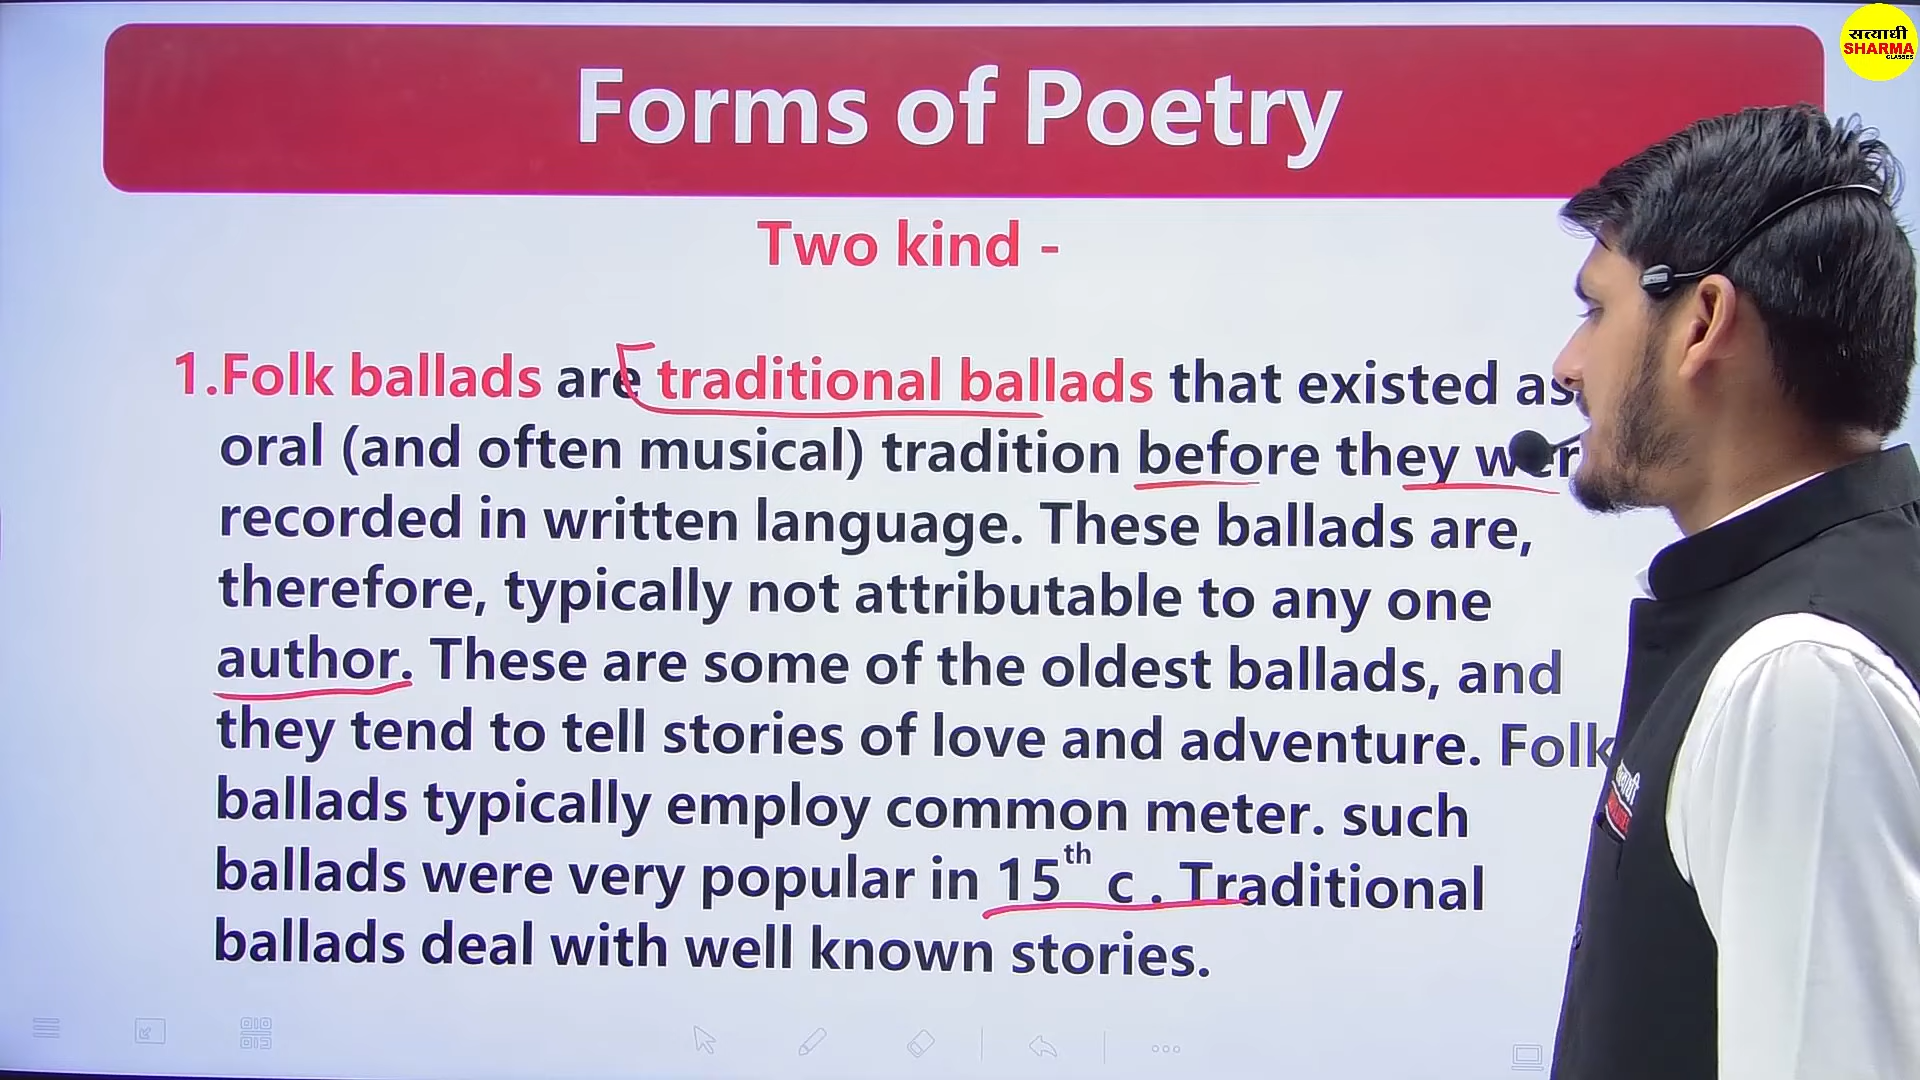 सत्यार्थी
SHARMA
CLASSES
Forms of Poetry
Two kind -
1.Folk ballads are traditional ballads that existed as
oral (and often musical) tradition before they
recorded in written language. These ballads are,
therefore, typically not attributable to any one
author. These are some of the oldest ballads, and
they tend to tell stories of love and adventure. Folk
ballads typically employ common meter. such
ballads were very popular in 15th c . Traditional
ballads deal with well known stories.